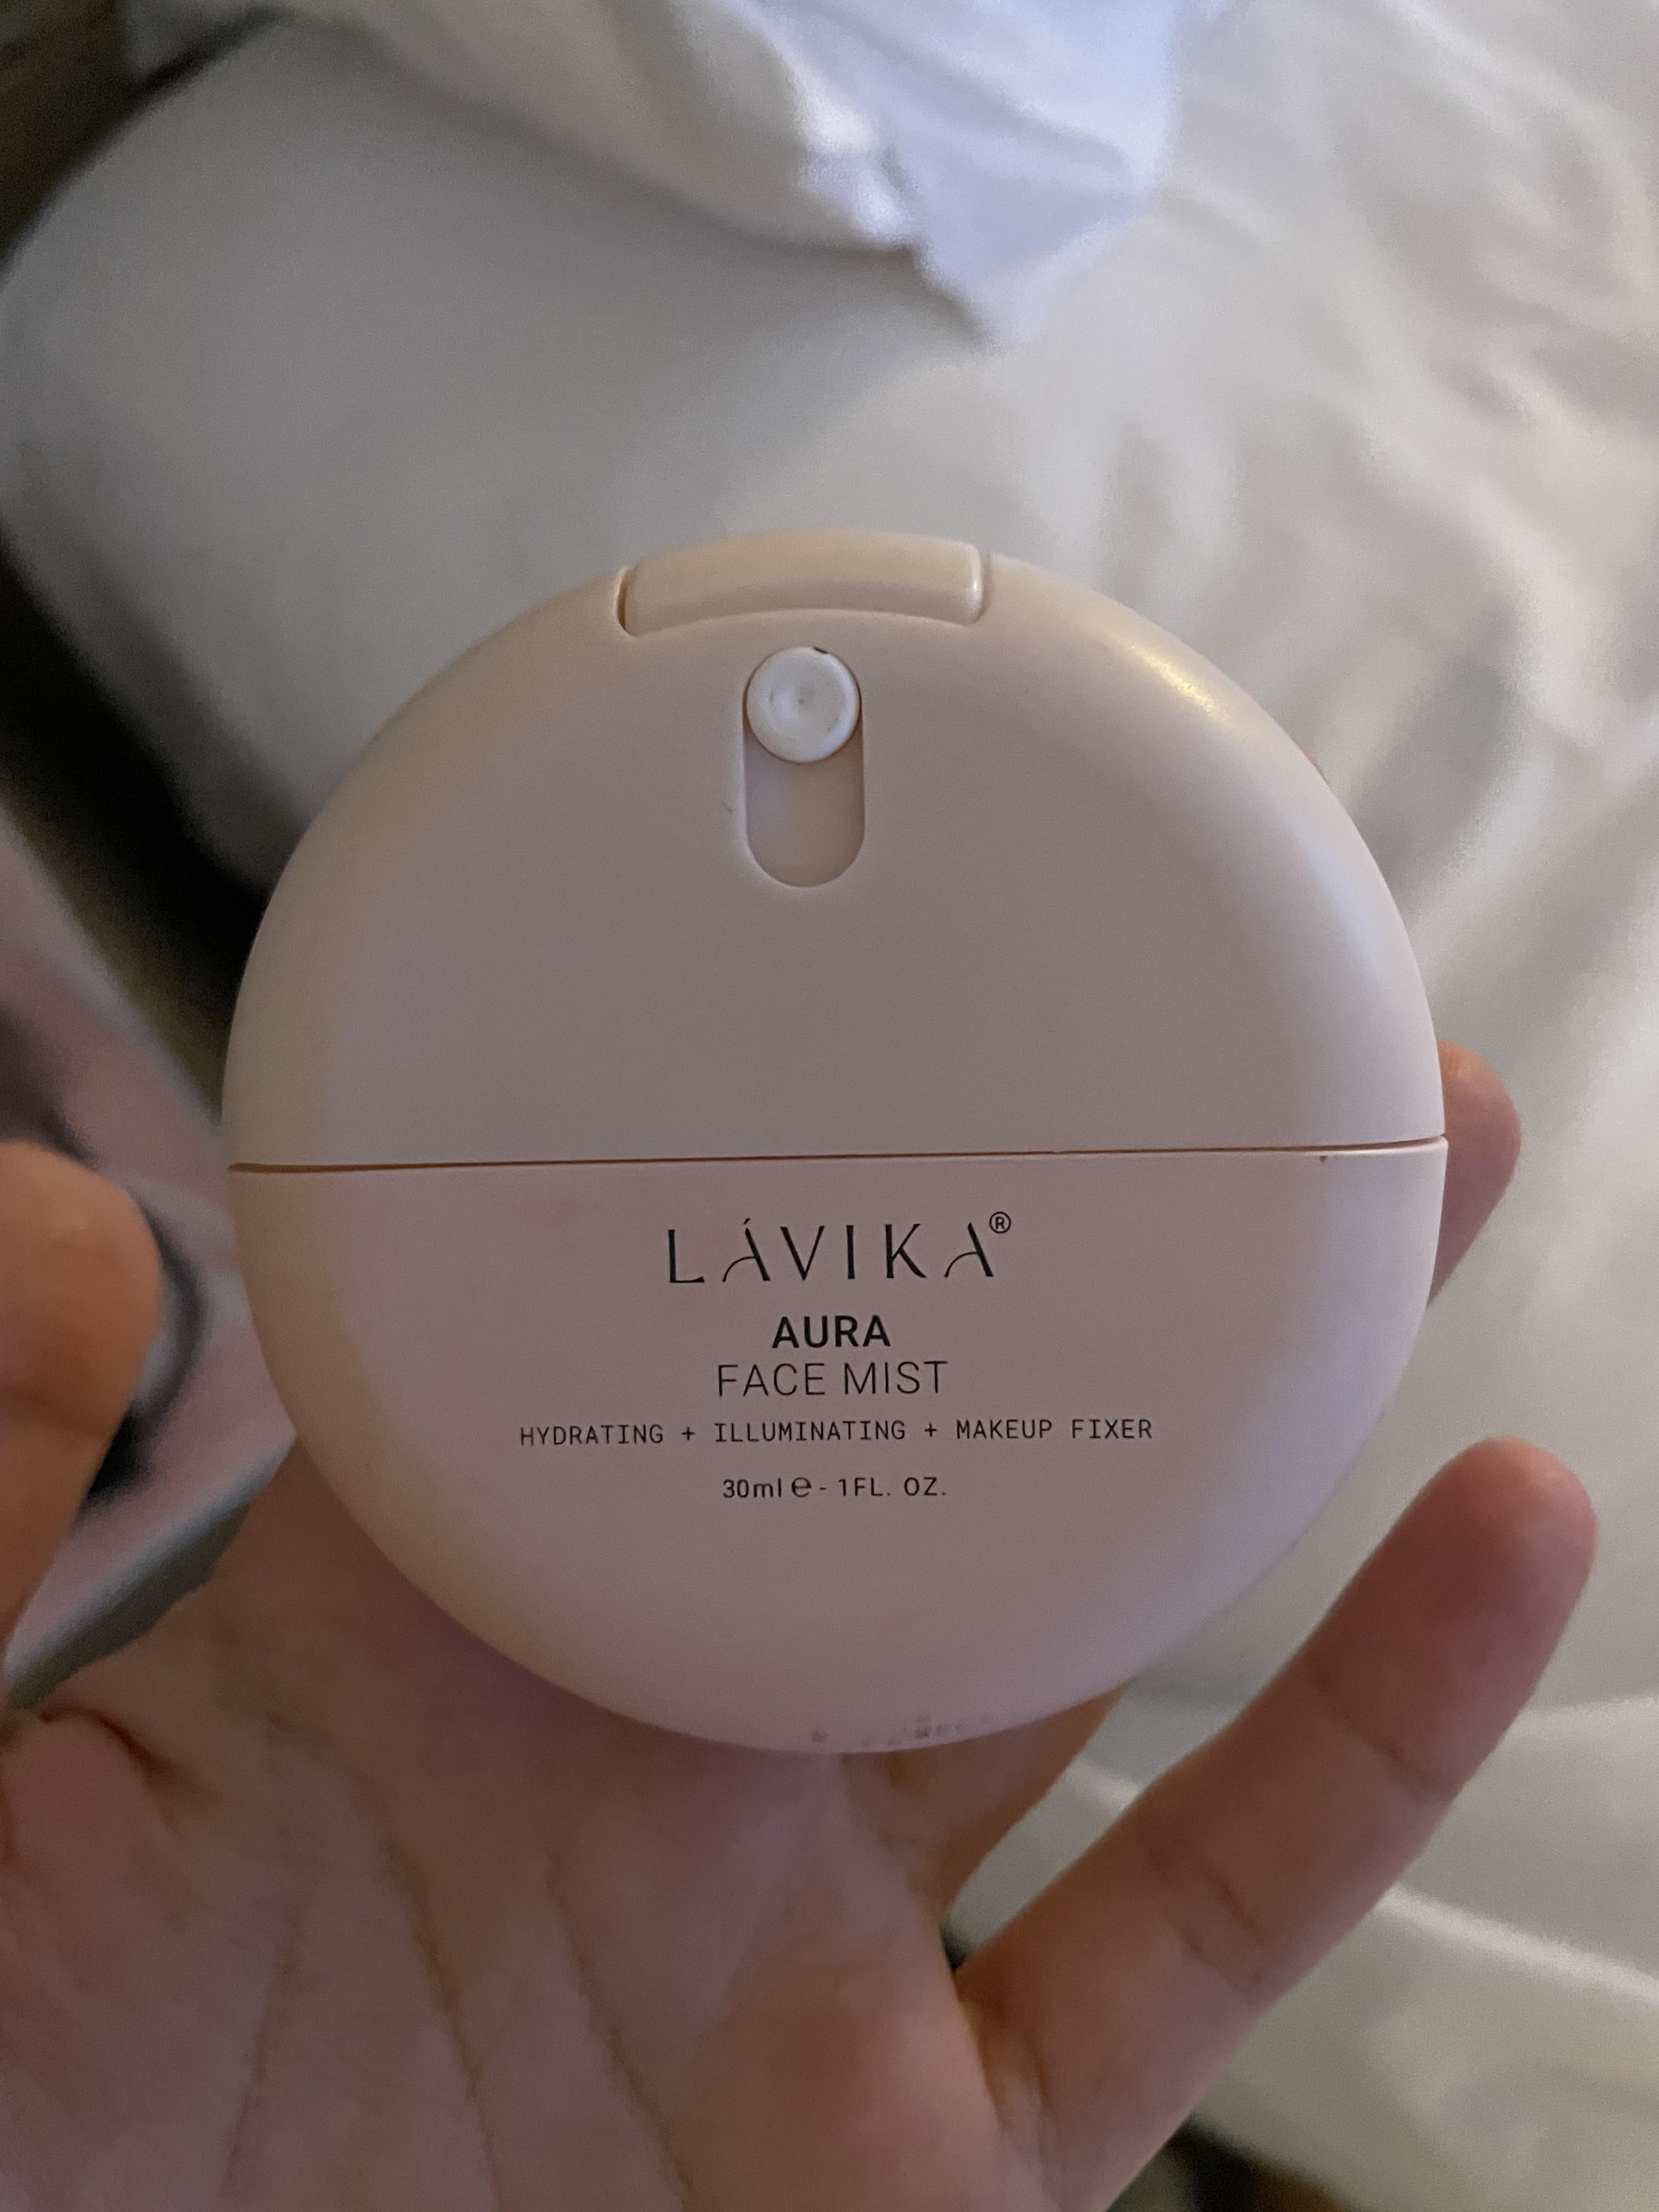 LÁVIKA®
AURA
FACE MIST
HYDRATING + ILLUMINATING + MAKEUP FIXER
30ml ℮ - 1FL. OZ.